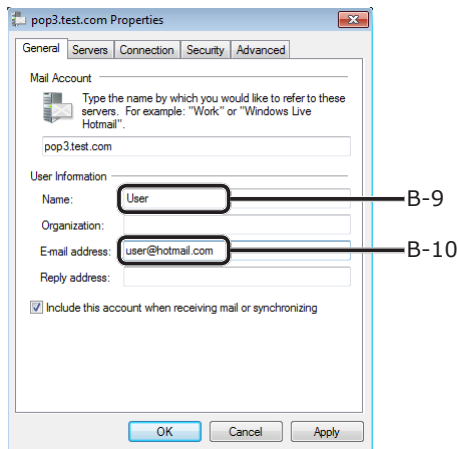 pop3.test.com Properties
General Servers Connection Security Advanced
Mail Account
Type the name by which you would like to refer to these
servers. For example: "Work" or "Windows Live
Hotmail".
pop3.test.com
User Information
Name: User
B-9
Organization:
E-mail address: user@hotmail.com
B-10
Reply address:
Include this account when receiving mail or synchronizing
OK Cancel Apply